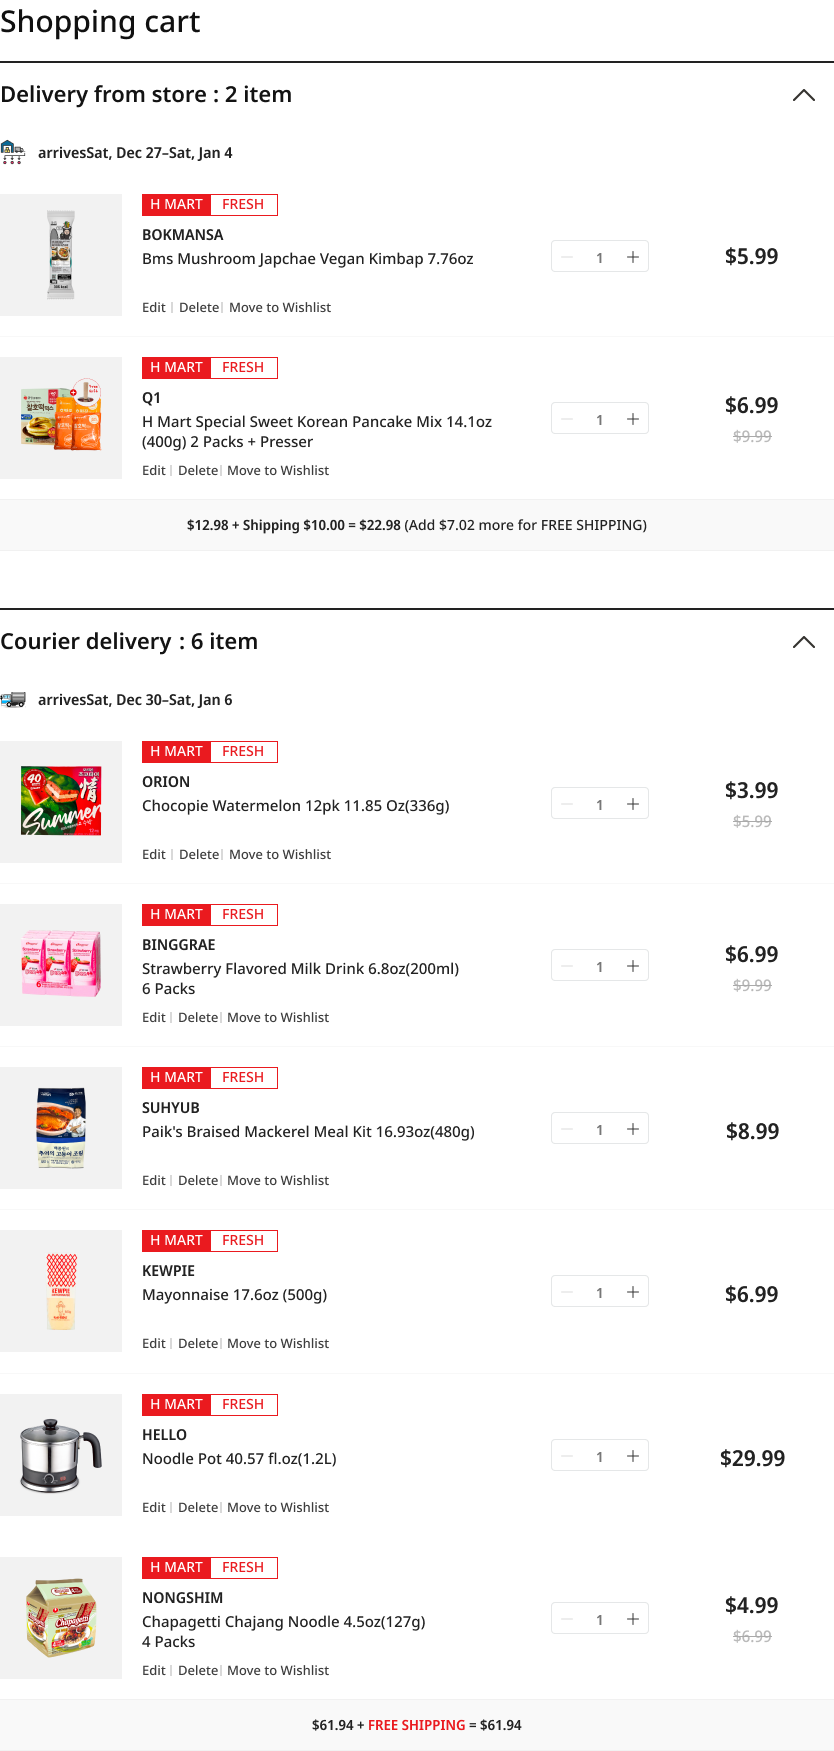 Shopping cart
Delivery from store : 2 item
arrivesSat, Dec 27–Sat, Jan 4
H MART FRESH
BOKMANSA
Bms Mushroom Japchae Vegan Kimbap 7.76oz
1
$5.99
Edit | Delete | Move to Wishlist
H MART FRESH
Q1
H Mart Special Sweet Korean Pancake Mix 14.1oz
(400g) 2 Packs + Presser
1
$6.99
$9.99
Edit | Delete | Move to Wishlist
$12.98 + Shipping $10.00 = $22.98 (Add $7.02 more for FREE SHIPPING)
Courier delivery : 6 item
arrivesSat, Dec 30–Sat, Jan 6
40
情
Summer
H MART FRESH
ORION
Chocopie Watermelon 12pk 11.85 Oz(336g)
1
$3.99
$5.99
Edit | Delete | Move to Wishlist
H MART FRESH
BINGGRAE
Strawberry Flavored Milk Drink 6.8oz(200ml)
6 Packs
1
$6.99
$9.99
Edit | Delete | Move to Wishlist
H MART FRESH
SUHYUB
Paik's Braised Mackerel Meal Kit 16.93oz(480g)
1
$8.99
Edit | Delete | Move to Wishlist
KEWPIE
H MART FRESH
KEWPIE
Mayonnaise 17.6oz (500g)
1
$6.99
Edit | Delete | Move to Wishlist
H MART FRESH
HELLO
Noodle Pot 40.57 fl.oz(1.2L)
1
$29.99
Edit | Delete | Move to Wishlist
Chapagetti
H MART FRESH
NONGSHIM
Chapagetti Chajang Noodle 4.5oz(127g)
4 Packs
1
$4.99
$6.99
Edit | Delete | Move to Wishlist
$61.94 + FREE SHIPPING = $61.94